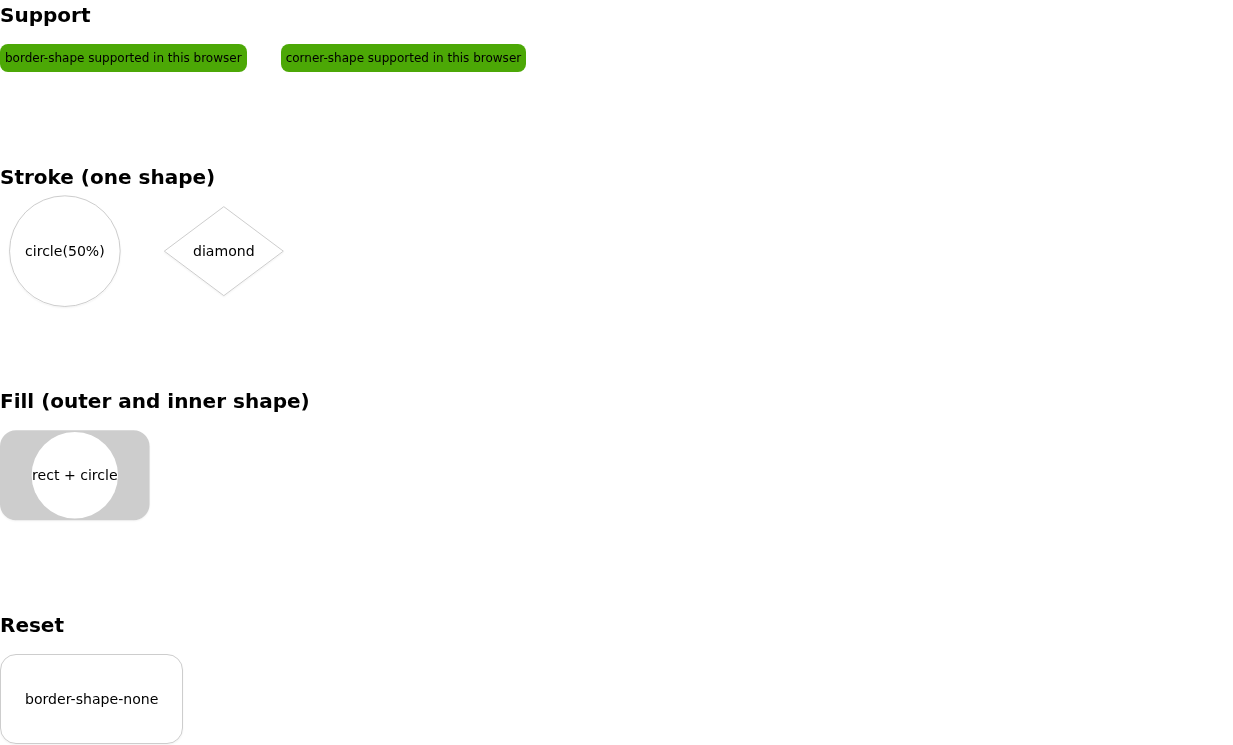 Support
border-shape supported in this browser
corner-shape supported in this browser
Stroke (one shape)
circle(50%)
diamond
Fill (outer and inner shape)
rect + circle
Reset
border-shape-none